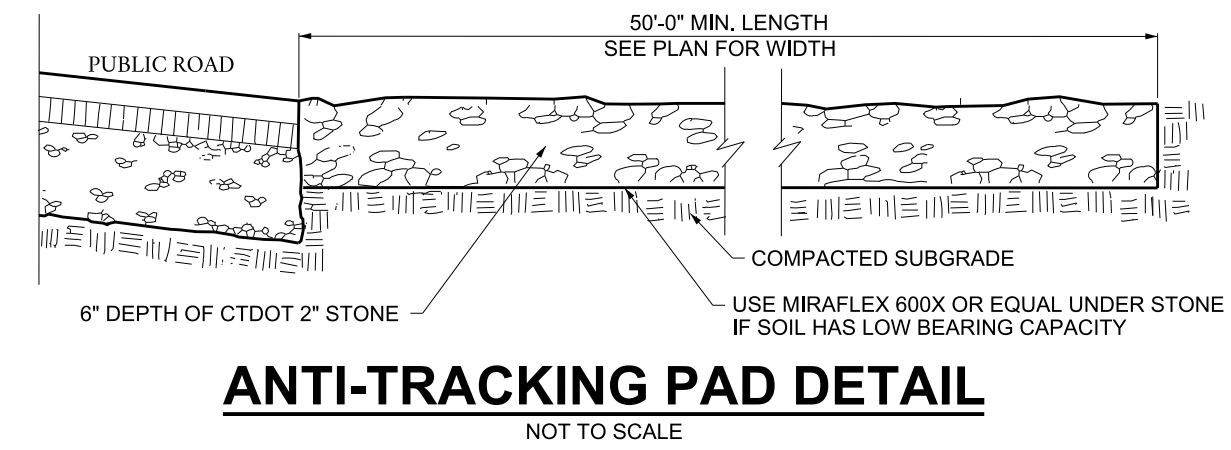 50'-0" MIN. LENGTH
SEE PLAN FOR WIDTH
PUBLIC ROAD
COMPACTED SUBGRADE
6" DEPTH OF CTDOT 2" STONE
USE MIRAFLEX 600X OR EQUAL UNDER STONE
IF SOIL HAS LOW BEARING CAPACITY
ANTI-TRACKING PAD DETAIL
NOT TO SCALE